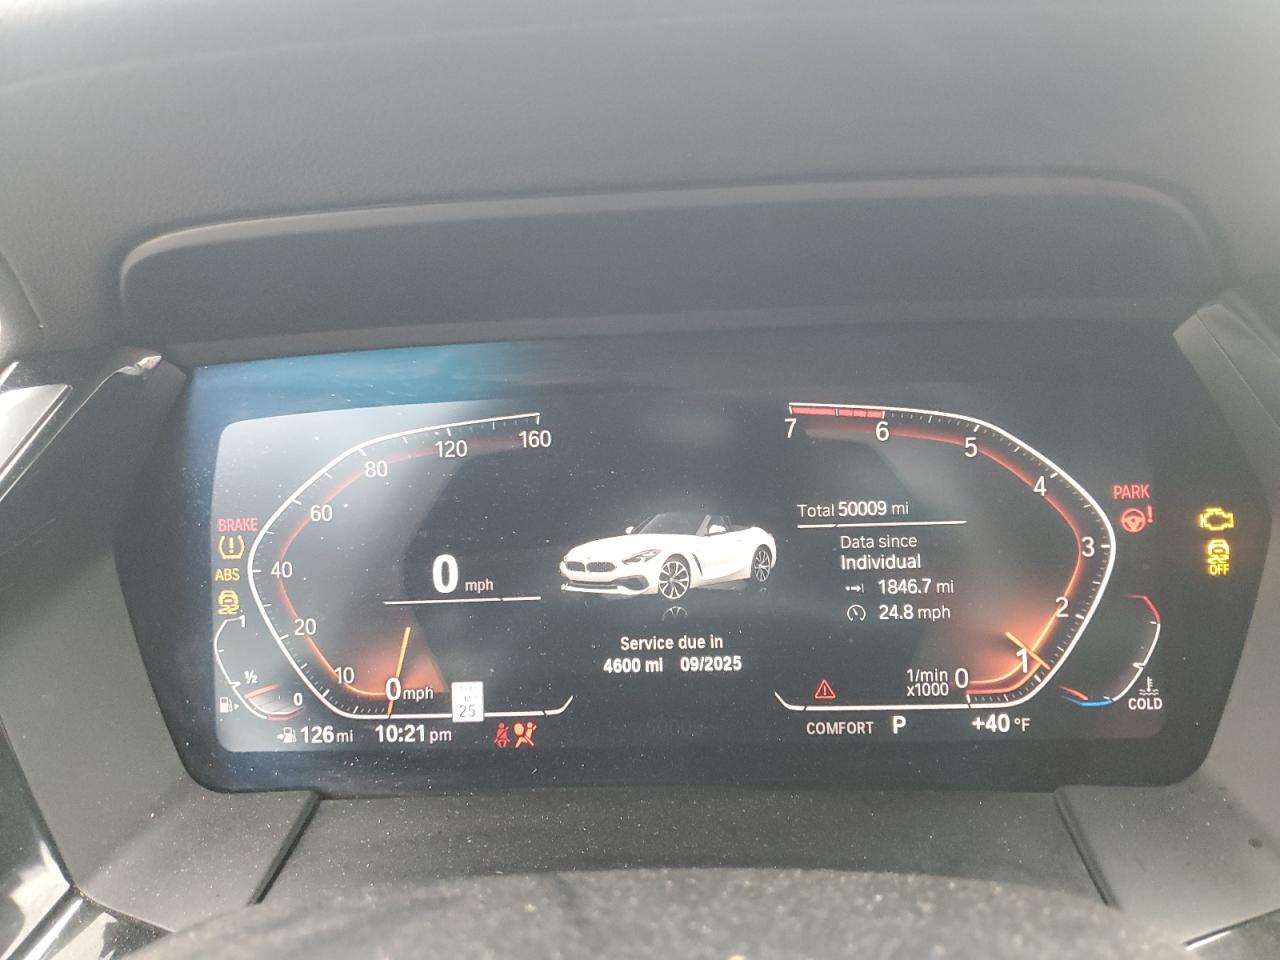 160
120
80
60
40
20
10
0 mph
BRAKE
ABS
1
½
0
0 mph
25
126 mi
10:21 pm
Service due in
4600 mi 09/2025
7
6
5
4
3
2
1
0
1/min
x1000
Total 50009 mi
Data since
Individual
1846.7 mi
24.8 mph
PARK
OFF
COLD
COMFORT P +40 °F